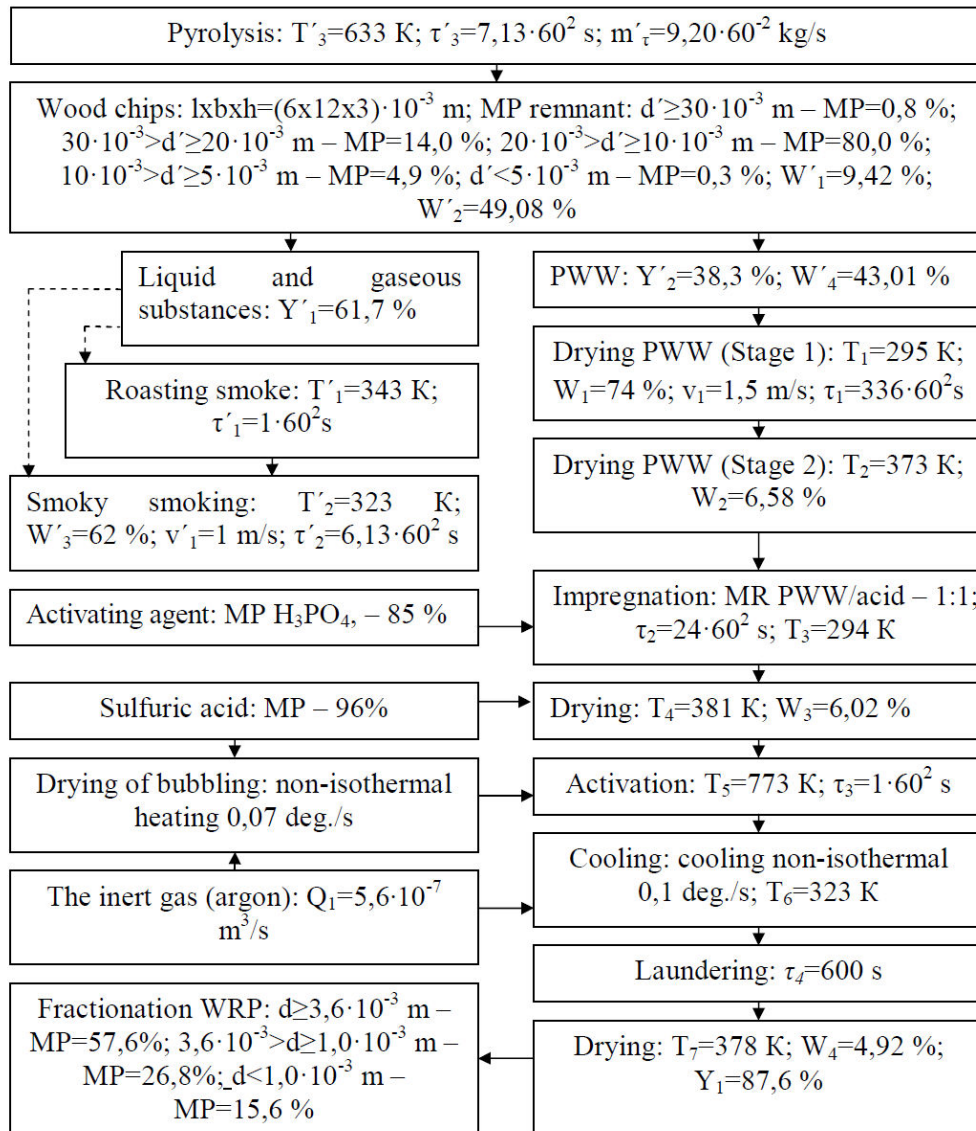 Pyrolysis: T´₃=633 K; τ´₃=7,13·60² s; m´τ=9,20·60⁻² kg/s
Wood chips: lxbxh=(6x12x3)·10⁻³ m; MP remnant: d´≥30·10⁻³ m – MP=0,8 %;
30·10⁻³>d´≥20·10⁻³ m – MP=14,0 %; 20·10⁻³>d´≥10·10⁻³ m – MP=80,0 %;
10·10⁻³>d´≥5·10⁻³ m – MP=4,9 %; d´<5·10⁻³ m – MP=0,3 %; W´₁=9,42 %;
W´₂=49,08 %
Liquid and gaseous
substances: Y´₁=61,7 %
PWW: Y´₂=38,3 %; W´₄=43,01 %
Drying PWW (Stage 1): T₁=295 K;
W₁=74 %; v₁=1,5 m/s; τ₁=336·60²s
Roasting smoke: T´₁=343 K;
τ´₁=1·60²s
Drying PWW (Stage 2): T₂=373 K;
W₂=6,58 %
Smoky smoking: T´₂=323 K;
W´₃=62 %; v´₁=1 m/s; τ´₂=6,13·60² s
Activating agent: MP H₃PO₄, – 85 %
Impregnation: MR PWW/acid – 1:1;
τ₂=24·60² s; T₃=294 K
Sulfuric acid: MP – 96%
Drying: T₄=381 K; W₃=6,02 %
Drying of bubbling: non-isothermal
heating 0,07 deg./s
Activation: T₅=773 K; τ₃=1·60² s
Cooling: cooling non-isothermal
0,1 deg./s; T₆=323 K
The inert gas (argon): Q₁=5,6·10⁻⁷
m³/s
Laundering: τ₄=600 s
Drying: T₇=378 K; W₄=4,92 %;
Y₁=87,6 %
Fractionation WRP: d≥3,6·10⁻³ m –
MP=57,6%; 3,6·10⁻³>d≥1,0·10⁻³ m –
MP=26,8%; d<1,0·10⁻³ m –
MP=15,6 %